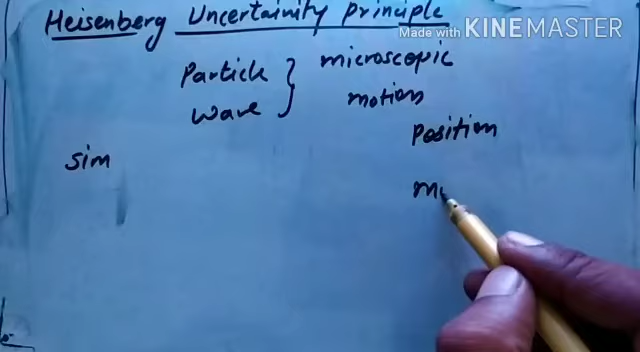 Heisenberg Uncertainity principle
Made with KINEMASTER
Particle } microscopic
wave motion
Position
Sim
m